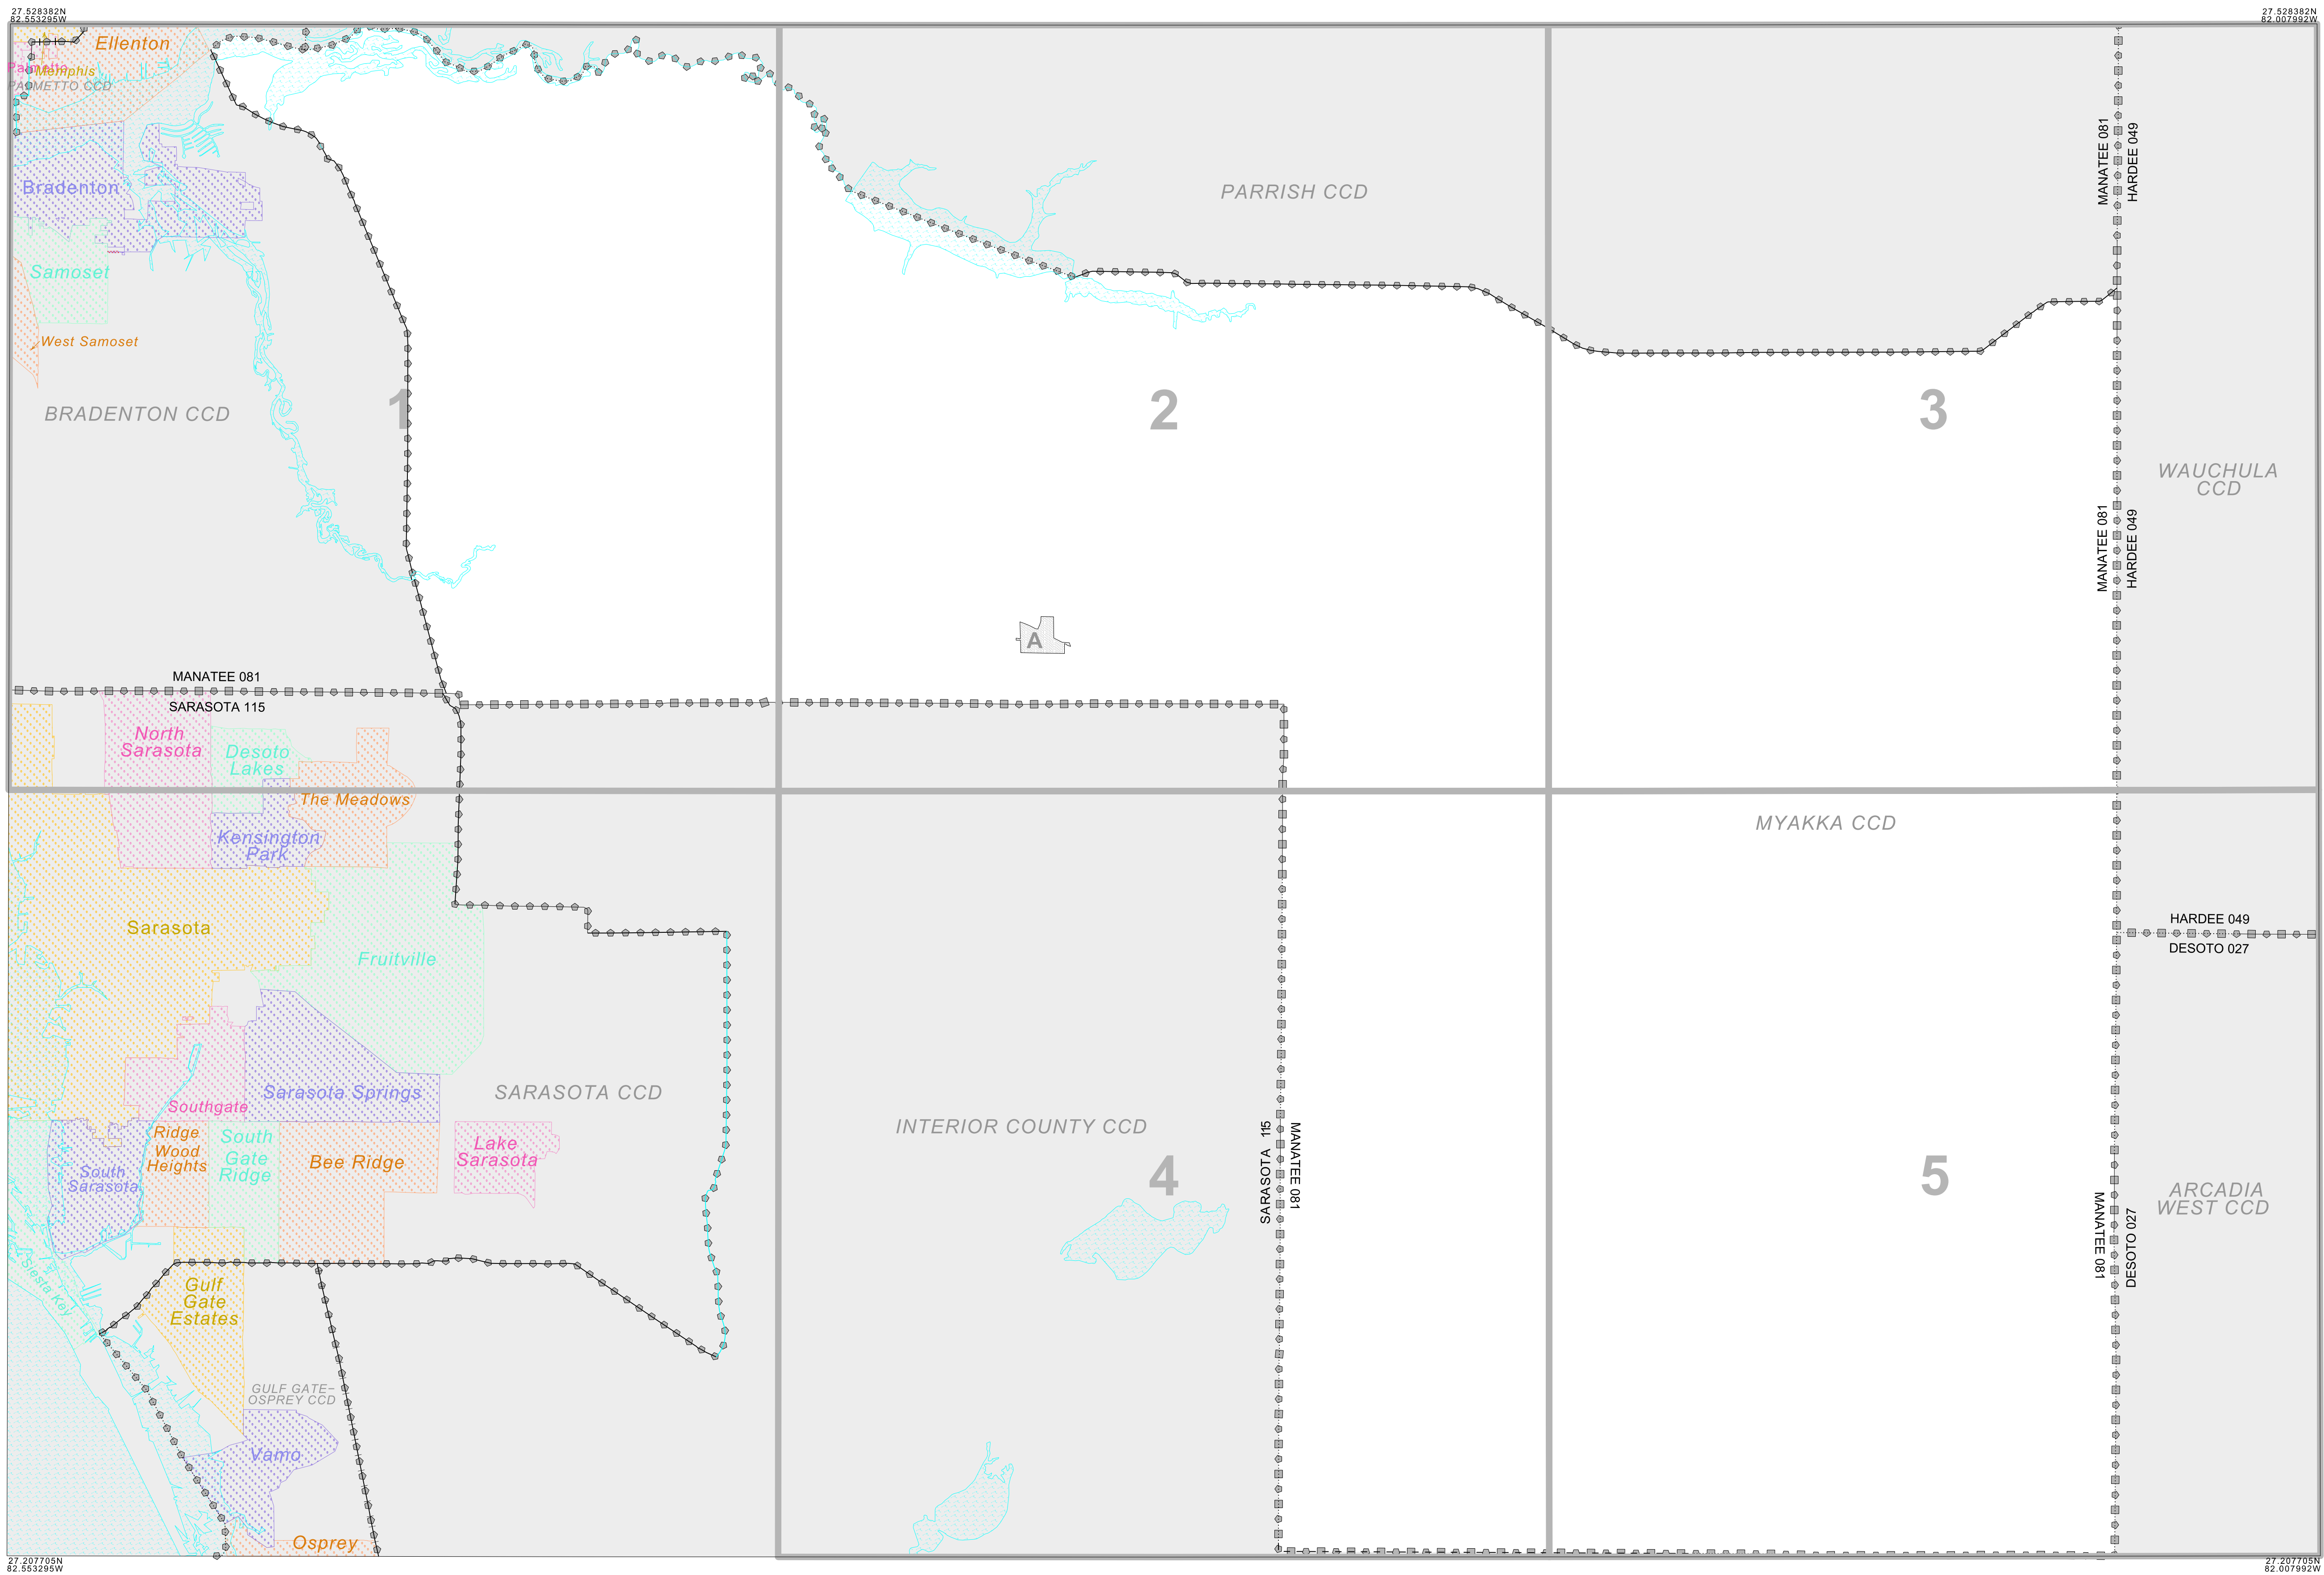 27.528382N
82.553295W
27.528382N
82.007992W
Ellenton
Palmetto
Memphis
PALMETTO CCD
Bradenton
Samoset
West Samoset
BRADENTON CCD
1
2
3
PARRISH CCD
MANATEE 081
HARDEE 049
WAUCHULA
CCD
MANATEE 081
HARDEE 049
A
MANATEE 081
SARASOTA 115
North
Sarasota
Desoto
Lakes
The Meadows
Kensington
Park
MYAKKA CCD
Sarasota
Fruitville
HARDEE 049
DESOTO 027
Sarasota Springs
Southgate
SARASOTA CCD
INTERIOR COUNTY CCD
Ridge
Wood
Heights
South
Gate
Ridge
Bee Ridge
Lake
Sarasota
South
Sarasota
SARASOTA 115
MANATEE 081
4
5
MANATEE 081
DESOTO 027
ARCADIA
WEST CCD
Siesta Key
Gulf
Gate
Estates
GULF GATE-
OSPREY CCD
Vamo
Osprey
27.207705N
82.553295W
27.207705N
82.007992W